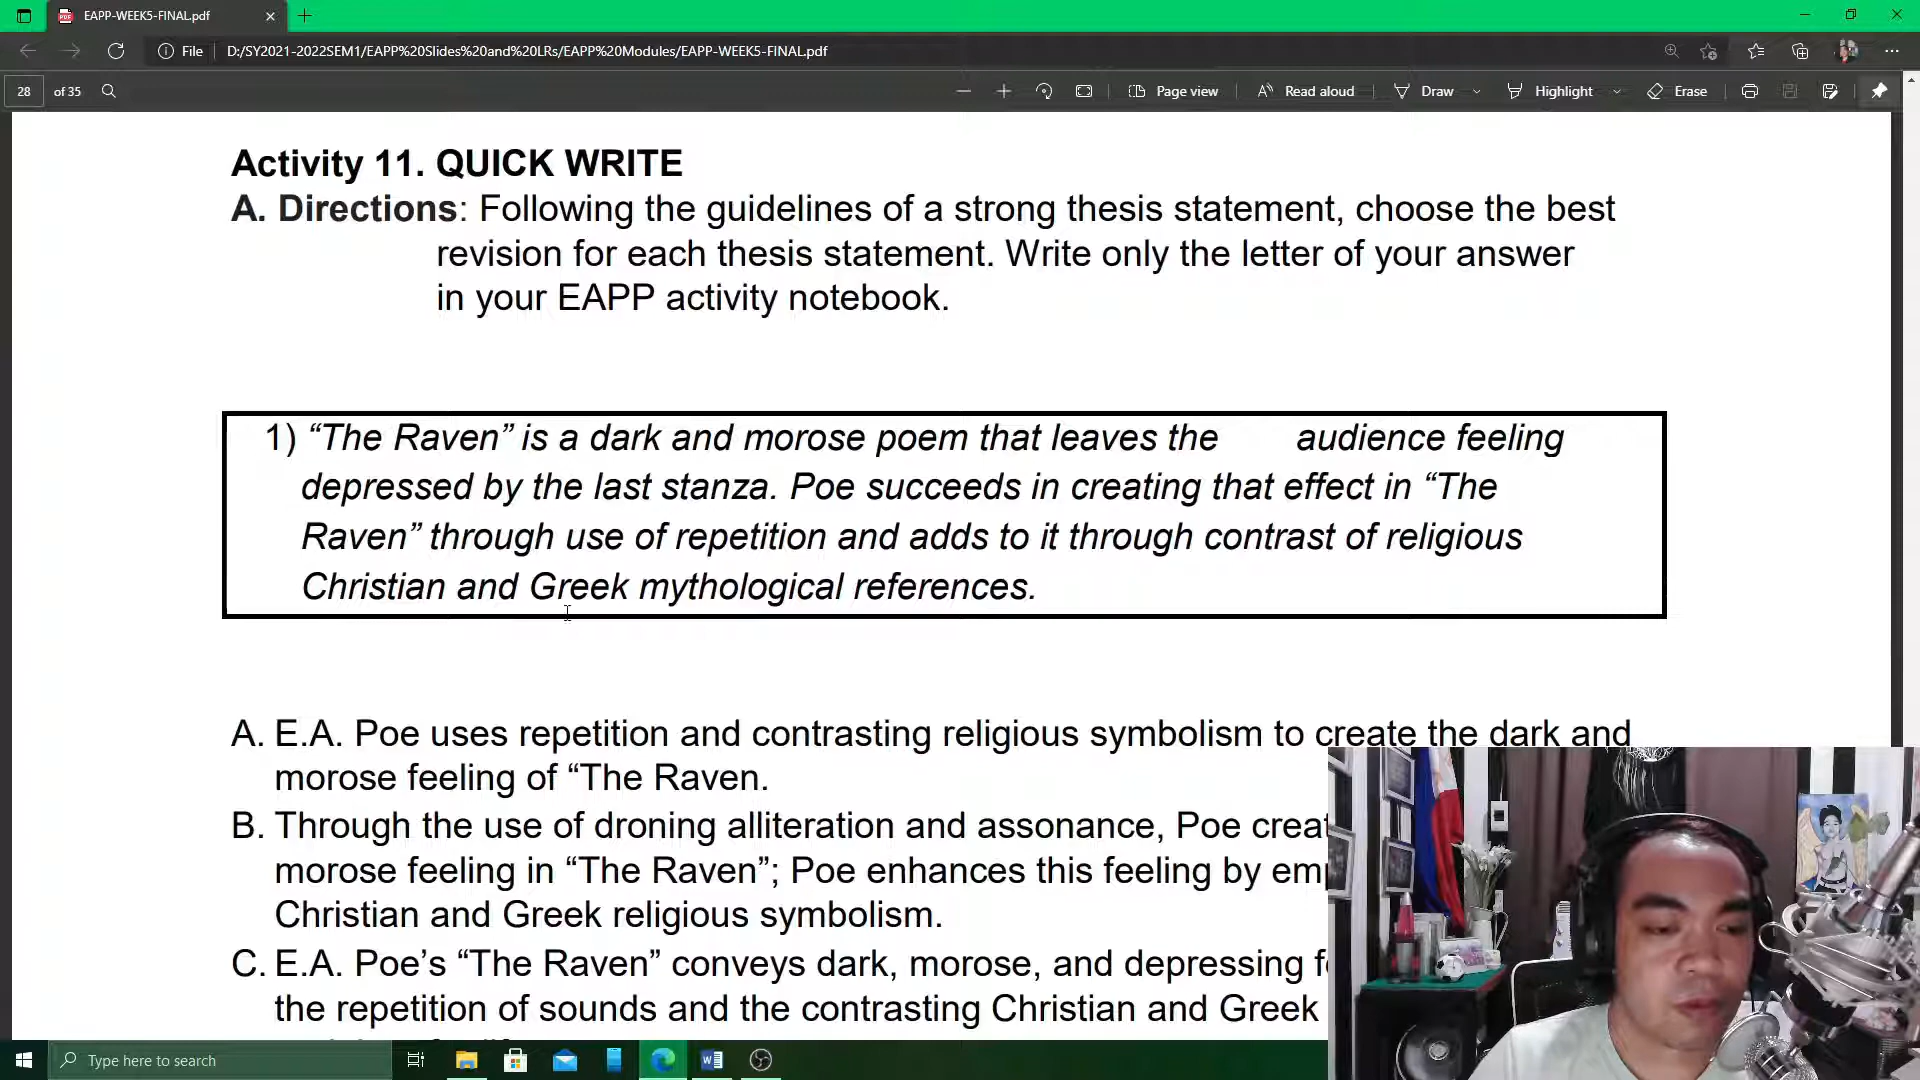 EAPP-WEEK5-FINAL.pdf
File D:/SY2021-2022SEM1/EAPP%20Slides%20and%20LRs/EAPP%20Modules/EAPP-WEEK5-FINAL.pdf
28 of 35 Page view Read aloud Draw Highlight Erase
Activity 11. QUICK WRITE
A. Directions: Following the guidelines of a strong thesis statement, choose the best
revision for each thesis statement. Write only the letter of your answer
in your EAPP activity notebook.
1) “The Raven” is a dark and morose poem that leaves the audience feeling
depressed by the last stanza. Poe succeeds in creating that effect in “The
Raven” through use of repetition and adds to it through contrast of religious
Christian and Greek mythological references.
A. E.A. Poe uses repetition and contrasting religious symbolism to create the dark and
morose feeling of “The Raven.
B. Through the use of droning alliteration and assonance, Poe creat
morose feeling in “The Raven”; Poe enhances this feeling by emp
Christian and Greek religious symbolism.
C. E.A. Poe’s “The Raven” conveys dark, morose, and depressing fe
the repetition of sounds and the contrasting Christian and Greek
Type here to search